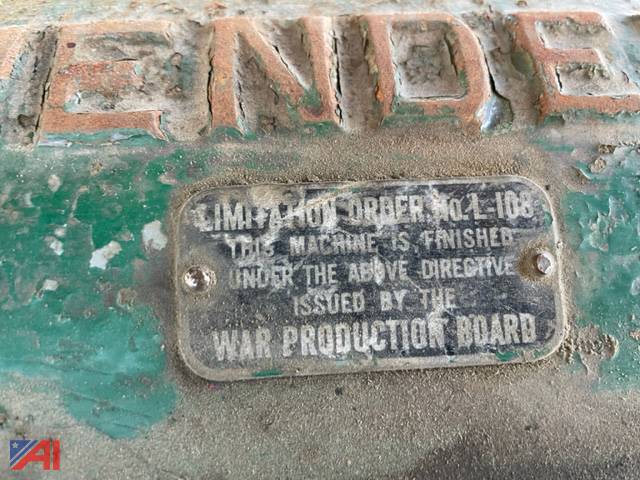 ENDE
LIMITATION ORDER NO. L-108
THIS MACHINE IS FINISHED
UNDER THE ABOVE DIRECTIVE
ISSUED BY THE
WAR PRODUCTION BOARD
AI